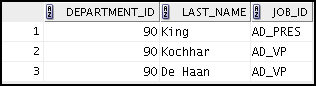 DEPARTMENT_ID LAST_NAME JOB_ID
1 90 King AD_PRES
2 90 Kochhar AD_VP
3 90 De Haan AD_VP